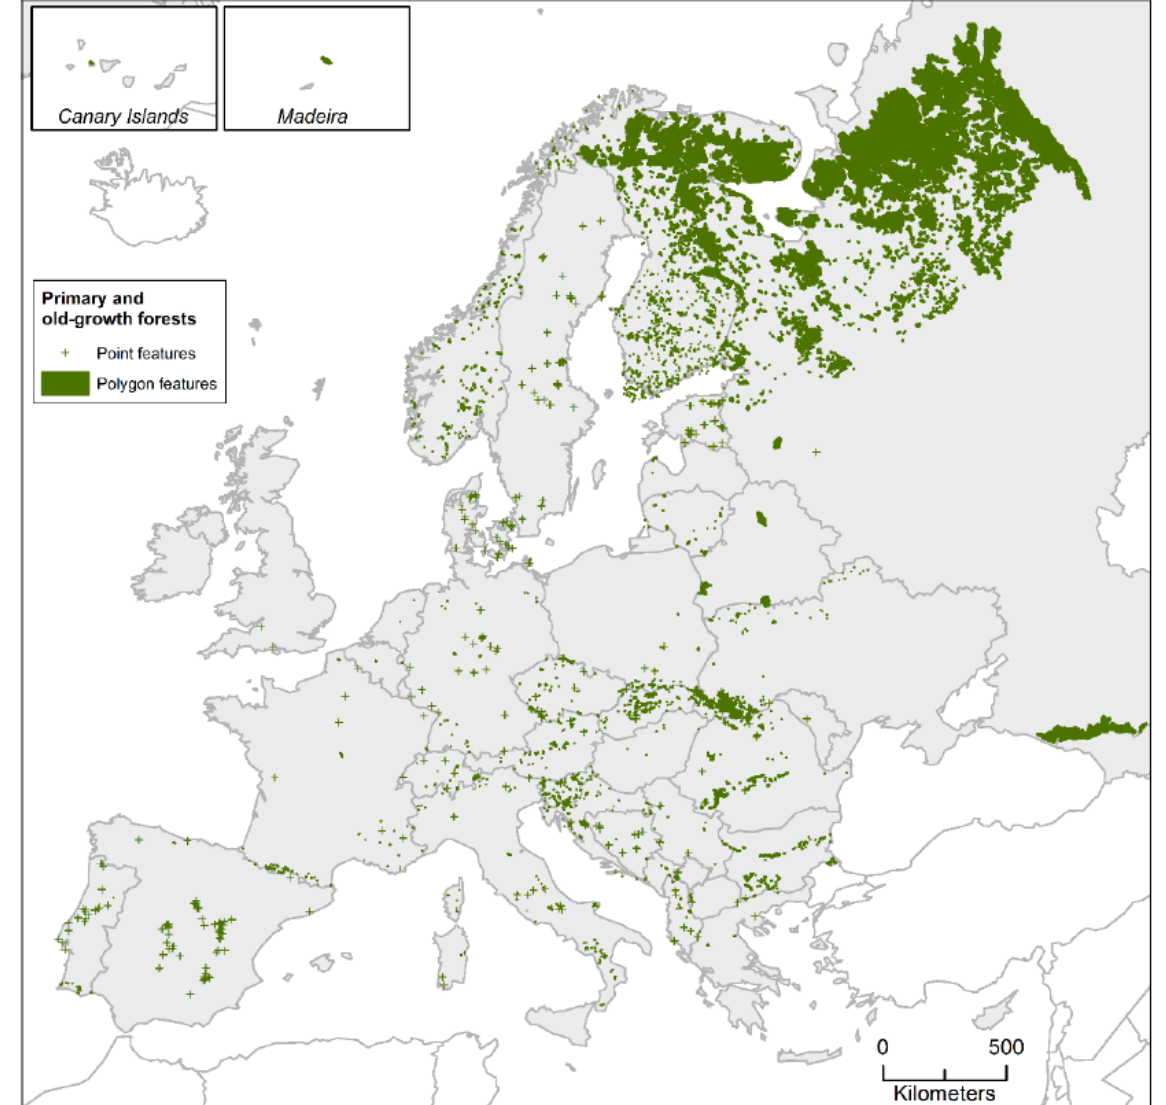 Canary Islands
Madeira
Primary and
old-growth forests
Point features
Polygon features
0 500
Kilometers